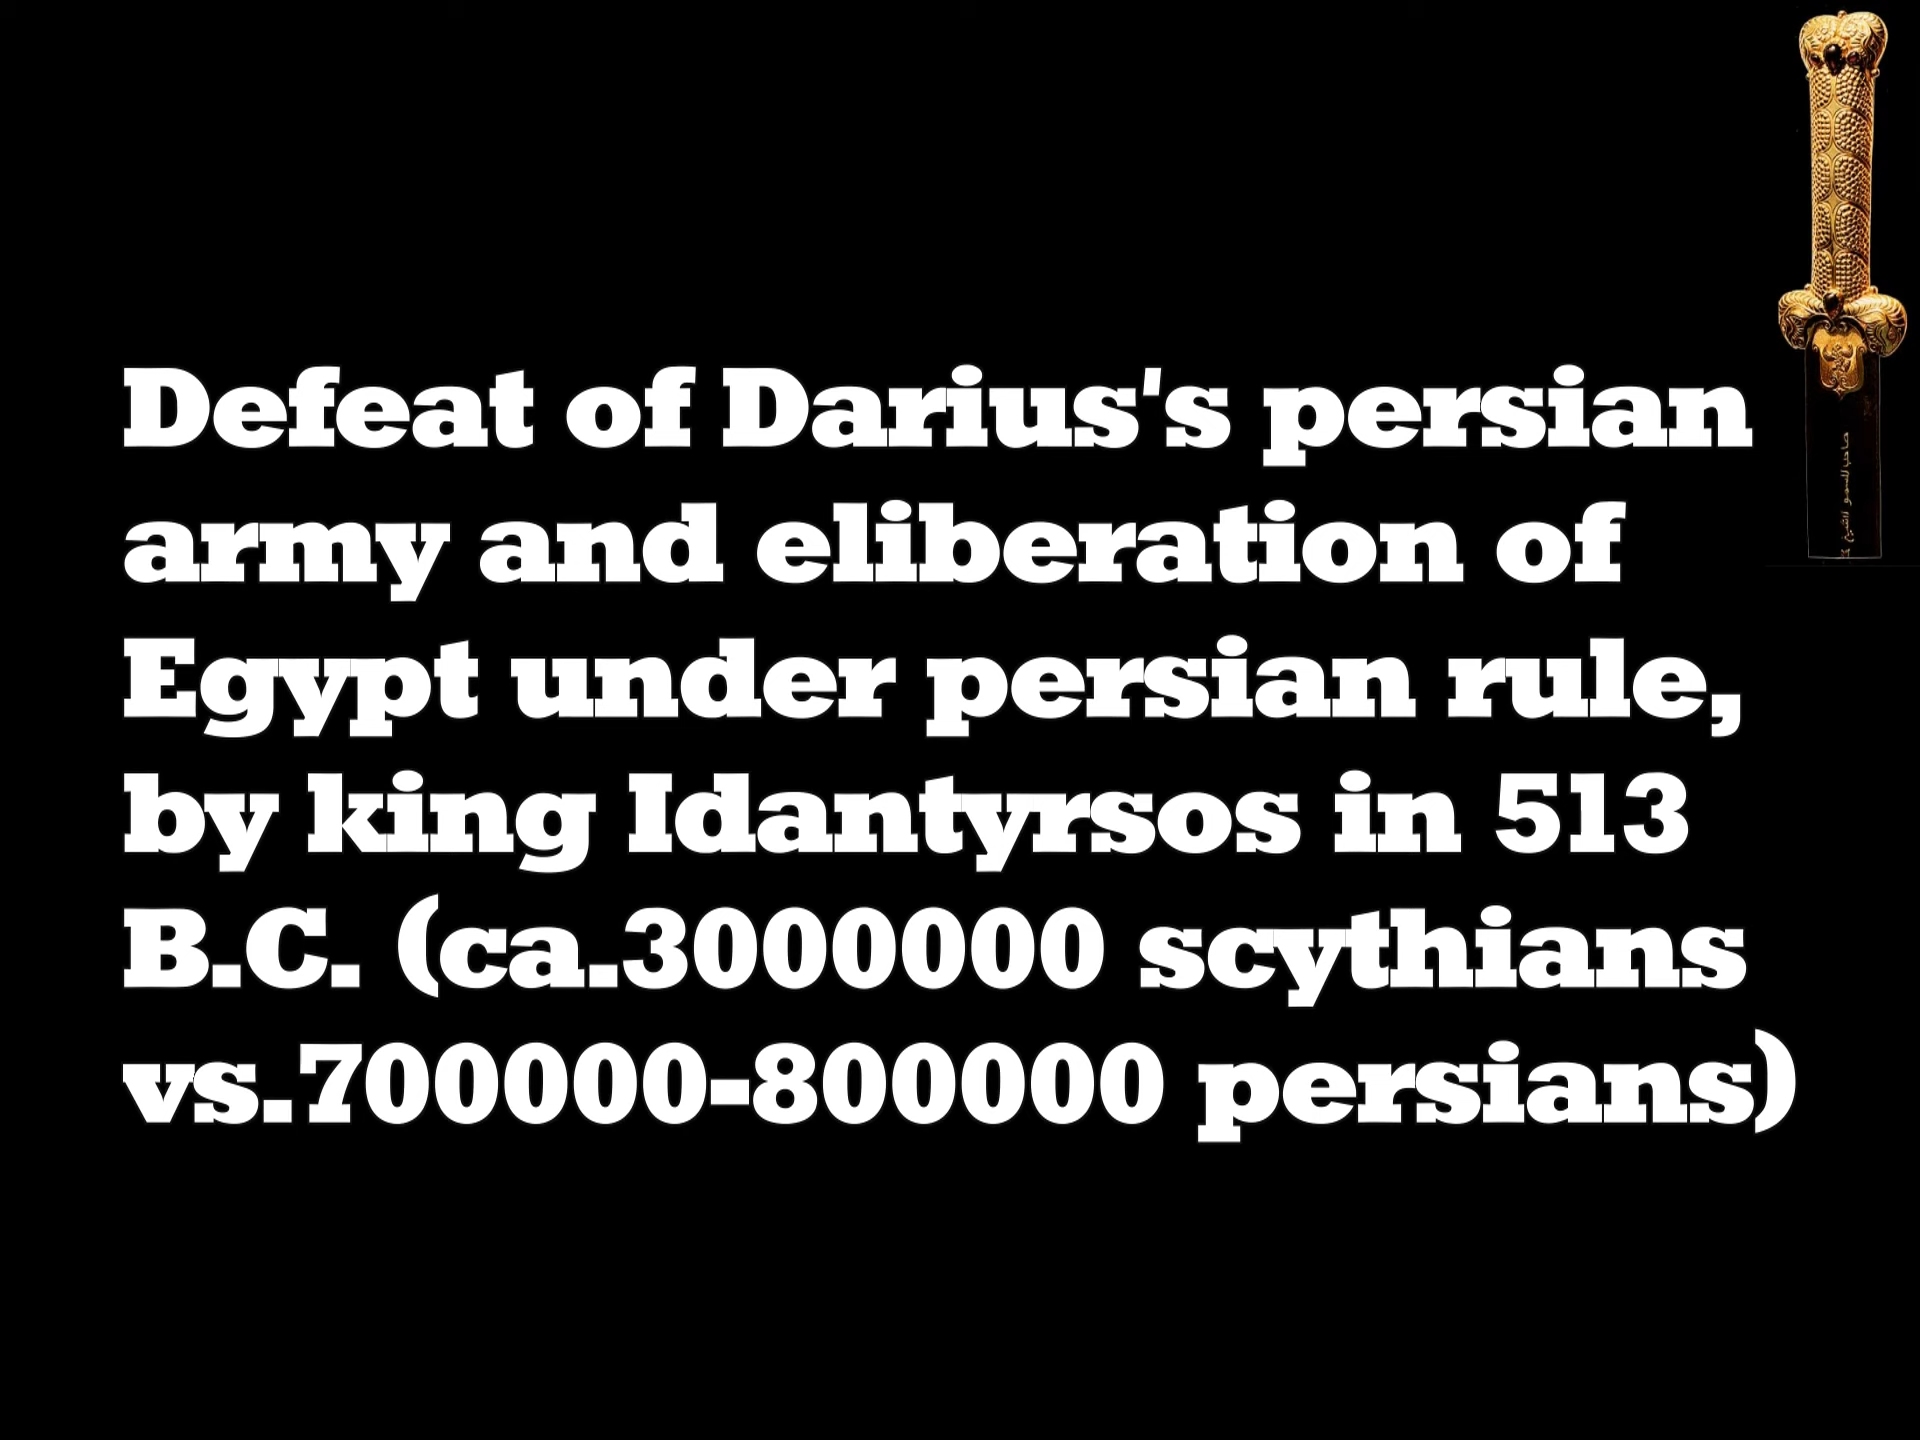 Defeat of Darius's persian
army and eliberation of
Egypt under persian rule,
by king Idantyrsos in 513
B.C. (ca.3000000 scythians
vs.700000-800000 persians)